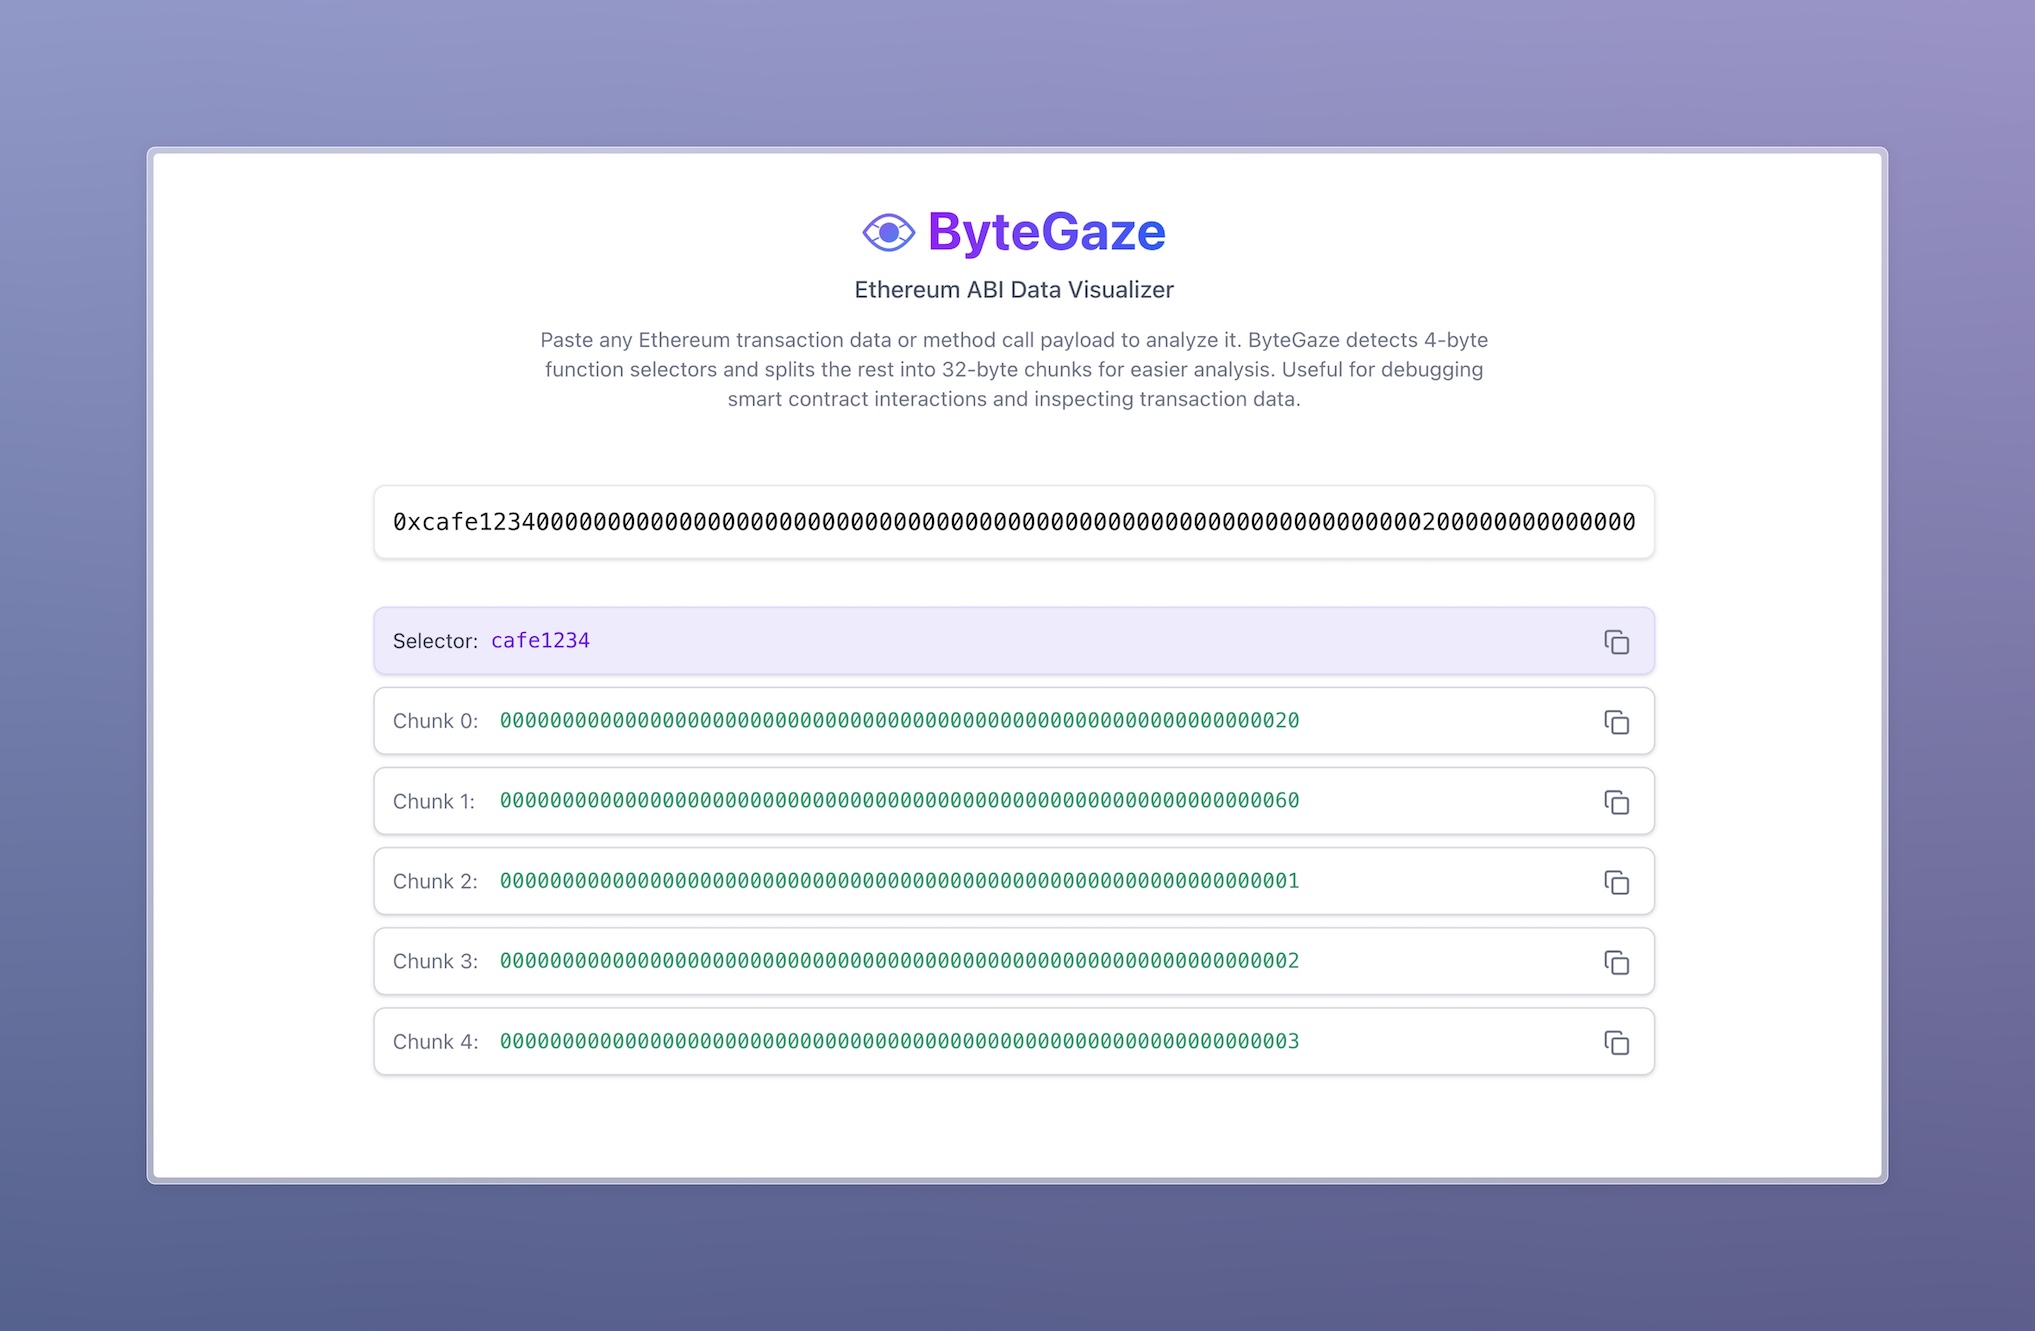 ByteGaze
Ethereum ABI Data Visualizer
Paste any Ethereum transaction data or method call payload to analyze it. ByteGaze detects 4-byte
function selectors and splits the rest into 32-byte chunks for easier analysis. Useful for debugging
smart contract interactions and inspecting transaction data.
0xcafe1234000000000000000000000000000000000000000000000000000000000000002000000000000000
Selector: cafe1234
Chunk 0: 0000000000000000000000000000000000000000000000000000000000000020
Chunk 1: 0000000000000000000000000000000000000000000000000000000000000060
Chunk 2: 0000000000000000000000000000000000000000000000000000000000000001
Chunk 3: 0000000000000000000000000000000000000000000000000000000000000002
Chunk 4: 0000000000000000000000000000000000000000000000000000000000000003